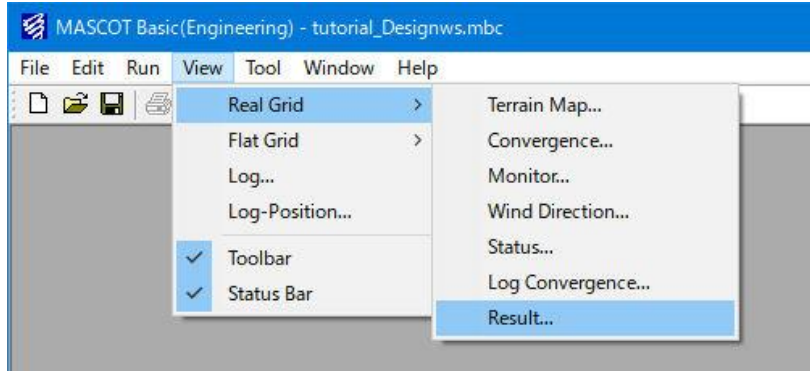 MASCOT Basic(Engineering) - tutorial_Designws.mbc
File Edit Run View Tool Window Help
Real Grid
Flat Grid
Log...
Log-Position...
Toolbar
Status Bar
Terrain Map...
Convergence...
Monitor...
Wind Direction...
Status...
Log Convergence...
Result...